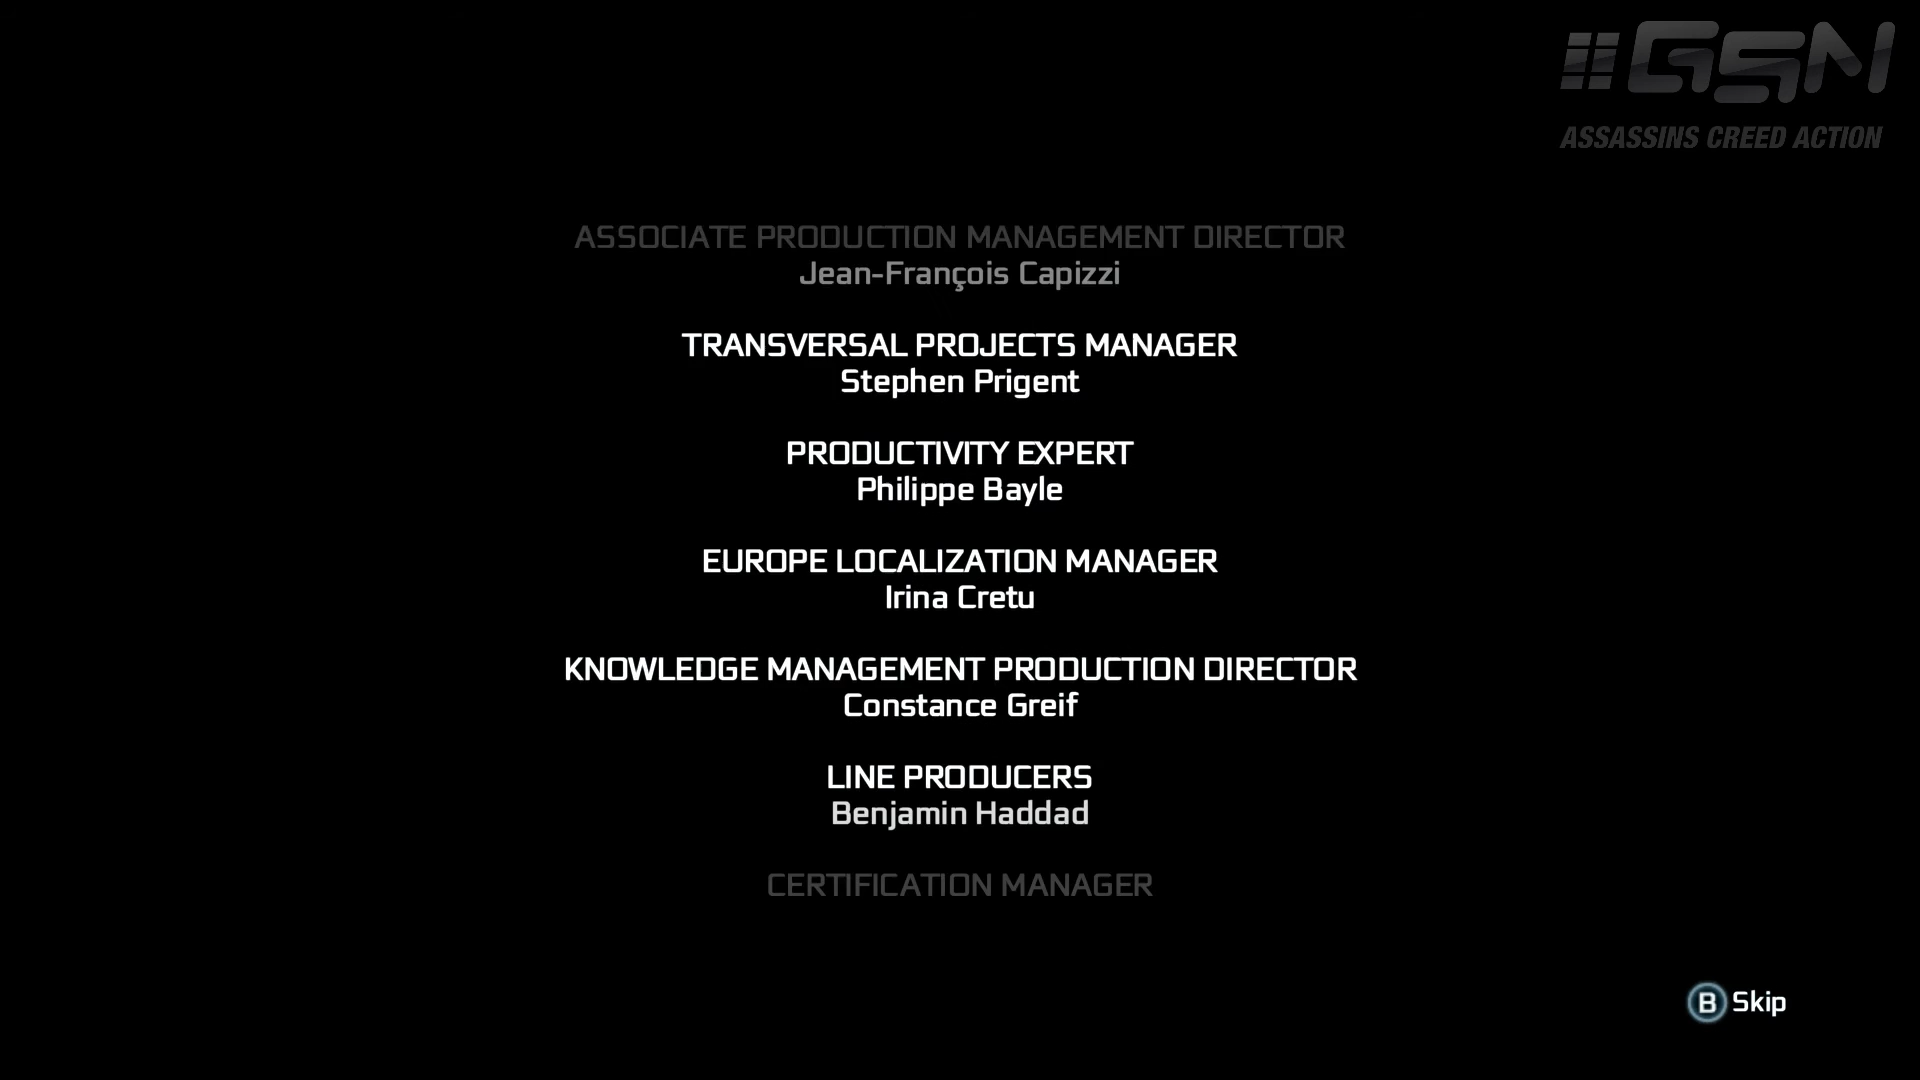 GSN
ASSASSINS CREED ACTION
ASSOCIATE PRODUCTION MANAGEMENT DIRECTOR
Jean-François Capizzi
TRANSVERSAL PROJECTS MANAGER
Stephen Prigent
PRODUCTIVITY EXPERT
Philippe Bayle
EUROPE LOCALIZATION MANAGER
Irina Cretu
KNOWLEDGE MANAGEMENT PRODUCTION DIRECTOR
Constance Greif
LINE PRODUCERS
Benjamin Haddad
CERTIFICATION MANAGER
B Skip